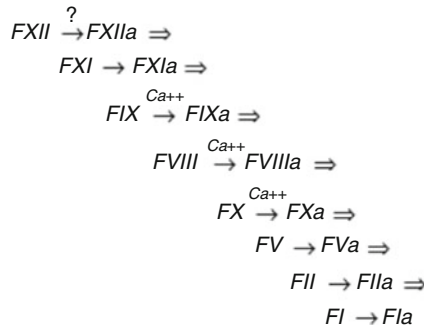 ?
FXII → FXIIa ⇒
FXI → FXIa ⇒
Ca++
FIX → FIXa ⇒
Ca++
FVIII → FVIIIa ⇒
Ca++
FX → FXa ⇒
FV → FVa ⇒
FII → FIIa ⇒
FI → FIa